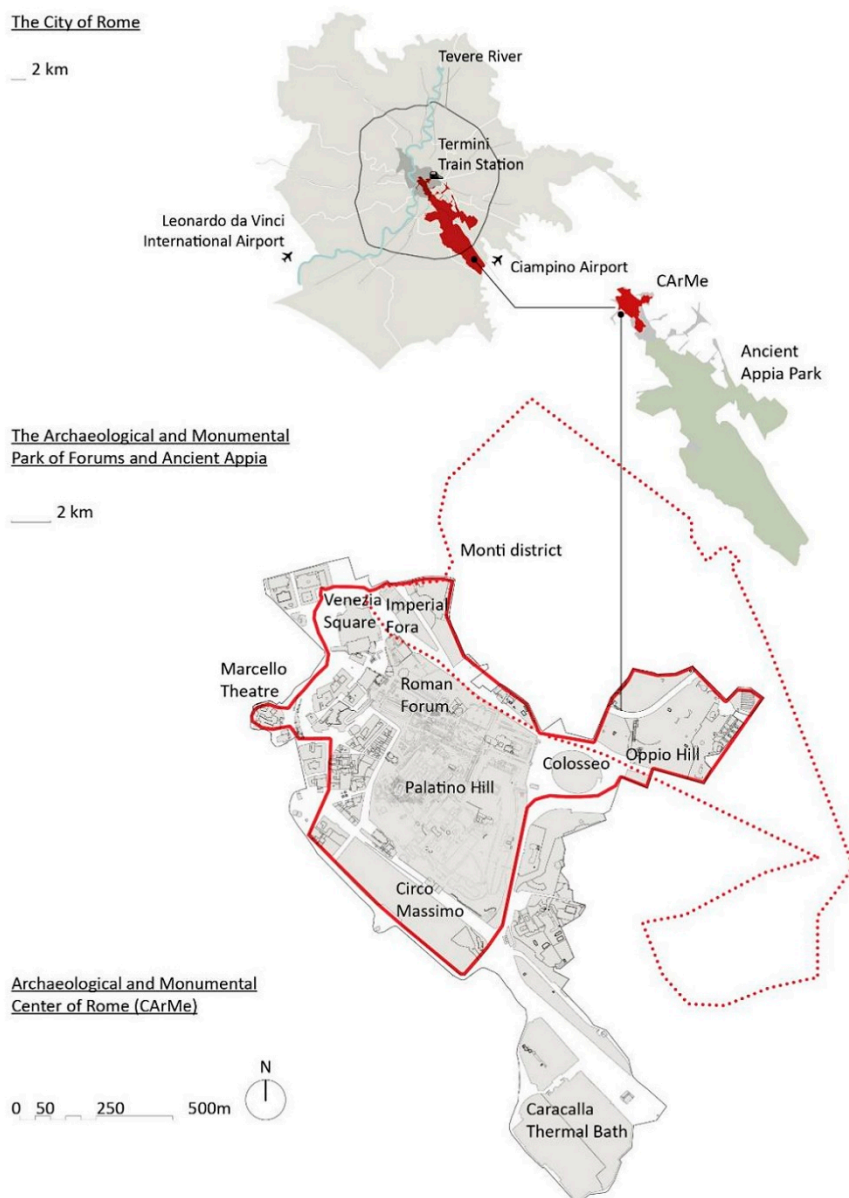 The City of Rome
2 km
Tevere River
Termini
Train Station
Leonardo da Vinci
International Airport
Ciampino Airport
CArMe
Ancient
Appia Park
The Archaeological and Monumental
Park of Forums and Ancient Appia
2 km
Monti district
Venezia
Square
Imperial
Fora
Marcello
Theatre
Roman
Forum
Colosseo
Oppio Hill
Palatino Hill
Circo
Massimo
Archaeological and Monumental
Center of Rome (CArMe)
N
0 50 250 500m
Caracalla
Thermal Bath